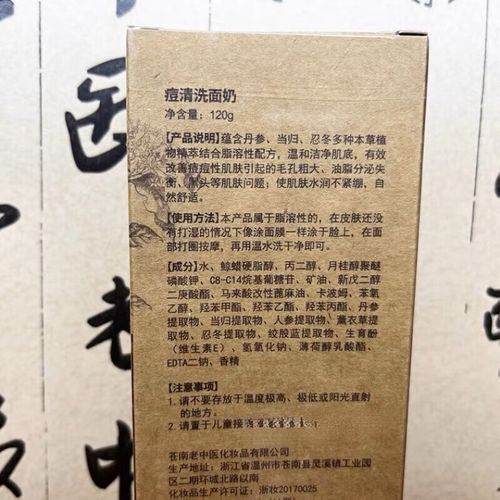 痘清洗面奶
净含量：120g
【产品说明】蕴含丹参、当归、忍冬多种本草植
物精萃结合脂溶性配方，温和洁净肌底，有效
改善痘痘性肌肤引起的毛孔粗大、油脂分泌失
衡、黑头等肌肤问题；使肌肤水润不紧绷，自
然舒适。
【使用方法】本产品属于脂溶性的，在皮肤还没
有打湿的情况下像涂面膜一样涂于脸上，在面
部打圈按摩，再用温水洗干净即可。
【成分】水、鲸蜡硬脂醇、丙二醇、月桂醇聚醚
磷酸钾、C8-C14烷基葡糖苷、矿油、新戊二醇
二庚酸酯、马来酸改性蓖麻油、卡波姆、苯氧
乙醇、羟苯甲酯、羟苯乙酯、羟苯丙酯、丹参
提取物、当归提取物、人参提取物、薰衣草提
取物、忍冬提取物、绞股蓝提取物、生育酚
（维生素E）、氢氧化钠、薄荷醇乳酸酯、
EDTA二钠、香精
【注意事项】
1. 请不要存放于温度极高、极低或阳光直射
的地方。
2. 请置于儿童接
苍南老中医化妆品有限公司
生产地址：浙江省温州市苍南县灵溪镇工业园
区二期环城北路以南
化妆品生产许可证：浙妆20170025
老
中